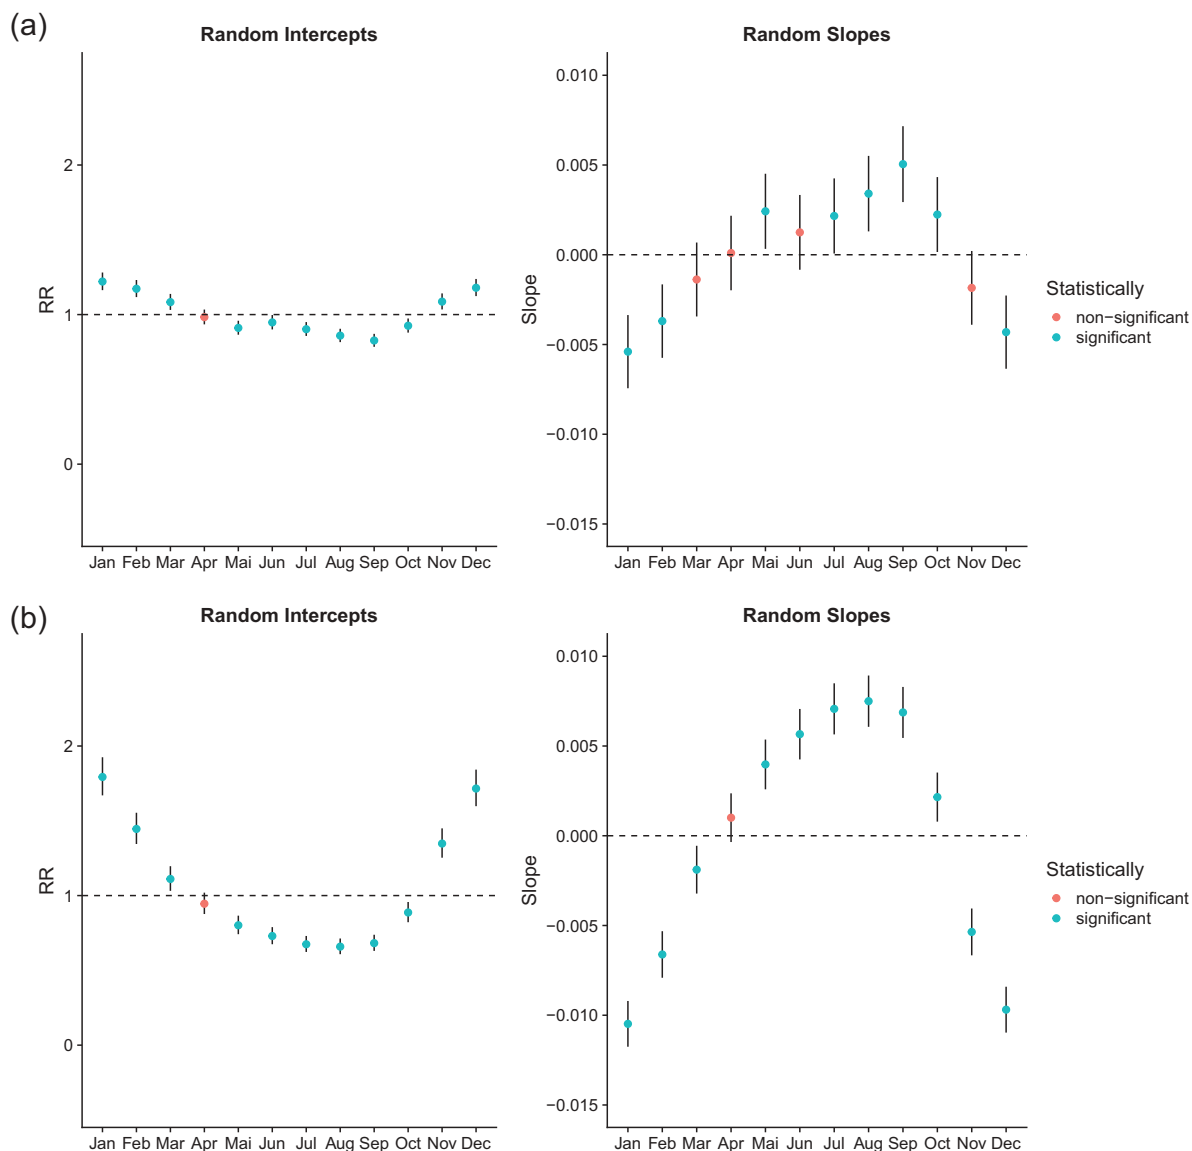 (a)
Random Intercepts
RR
2
1
0
Jan Feb Mar Apr Mai Jun Jul Aug Sep Oct Nov Dec
Random Slopes
Slope
0.010
0.005
0.000
−0.005
−0.010
−0.015
Jan Feb Mar Apr Mai Jun Jul Aug Sep Oct Nov Dec
Statistically
non−significant
significant
(b)
Random Intercepts
RR
2
1
0
Jan Feb Mar Apr Mai Jun Jul Aug Sep Oct Nov Dec
Random Slopes
Slope
0.010
0.005
0.000
−0.005
−0.010
−0.015
Jan Feb Mar Apr Mai Jun Jul Aug Sep Oct Nov Dec
Statistically
non−significant
significant